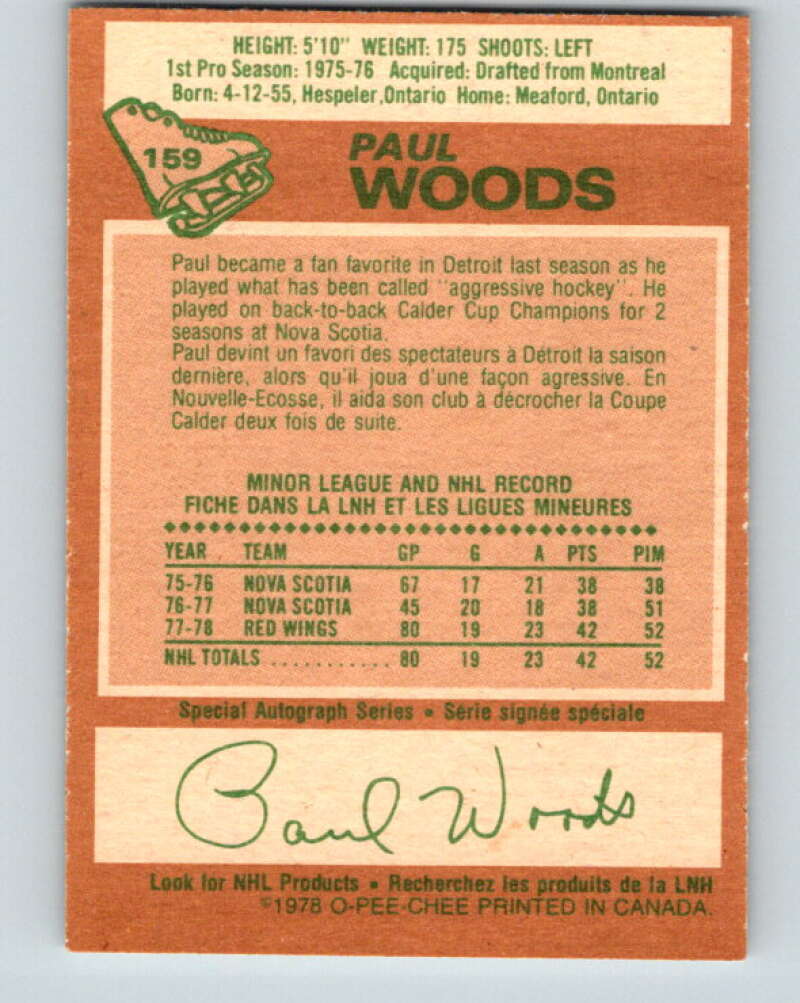 HEIGHT: 5'10" WEIGHT: 175 SHOOTS: LEFT
1st Pro Season: 1975-76 Acquired: Drafted from Montreal
Born: 4-12-55, Hespeler, Ontario Home: Meaford, Ontario
159
PAUL
WOODS
Paul became a fan favorite in Detroit last season as he
played what has been called "aggressive hockey". He
played on back-to-back Calder Cup Champions for 2
seasons at Nova Scotia.
Paul devint un favori des spectateurs à Détroit la saison
dernière, alors qu'il joua d'une façon agressive. En
Nouvelle-Ecosse, il aida son club à décrocher la Coupe
Calder deux fois de suite.
MINOR LEAGUE AND NHL RECORD
FICHE DANS LA LNH ET LES LIGUES MINEURES
YEAR TEAM GP G A PTS PIM
75-76 NOVA SCOTIA 67 17 21 38 38
76-77 NOVA SCOTIA 45 20 18 38 51
77-78 RED WINGS 80 19 23 42 52
NHL TOTALS ............ 80 19 23 42 52
Special Autograph Series • Série signée spéciale
Paul Woods
Look for NHL Products • Recherchez les produits de la LNH
©1978 O-PEE-CHEE PRINTED IN CANADA.